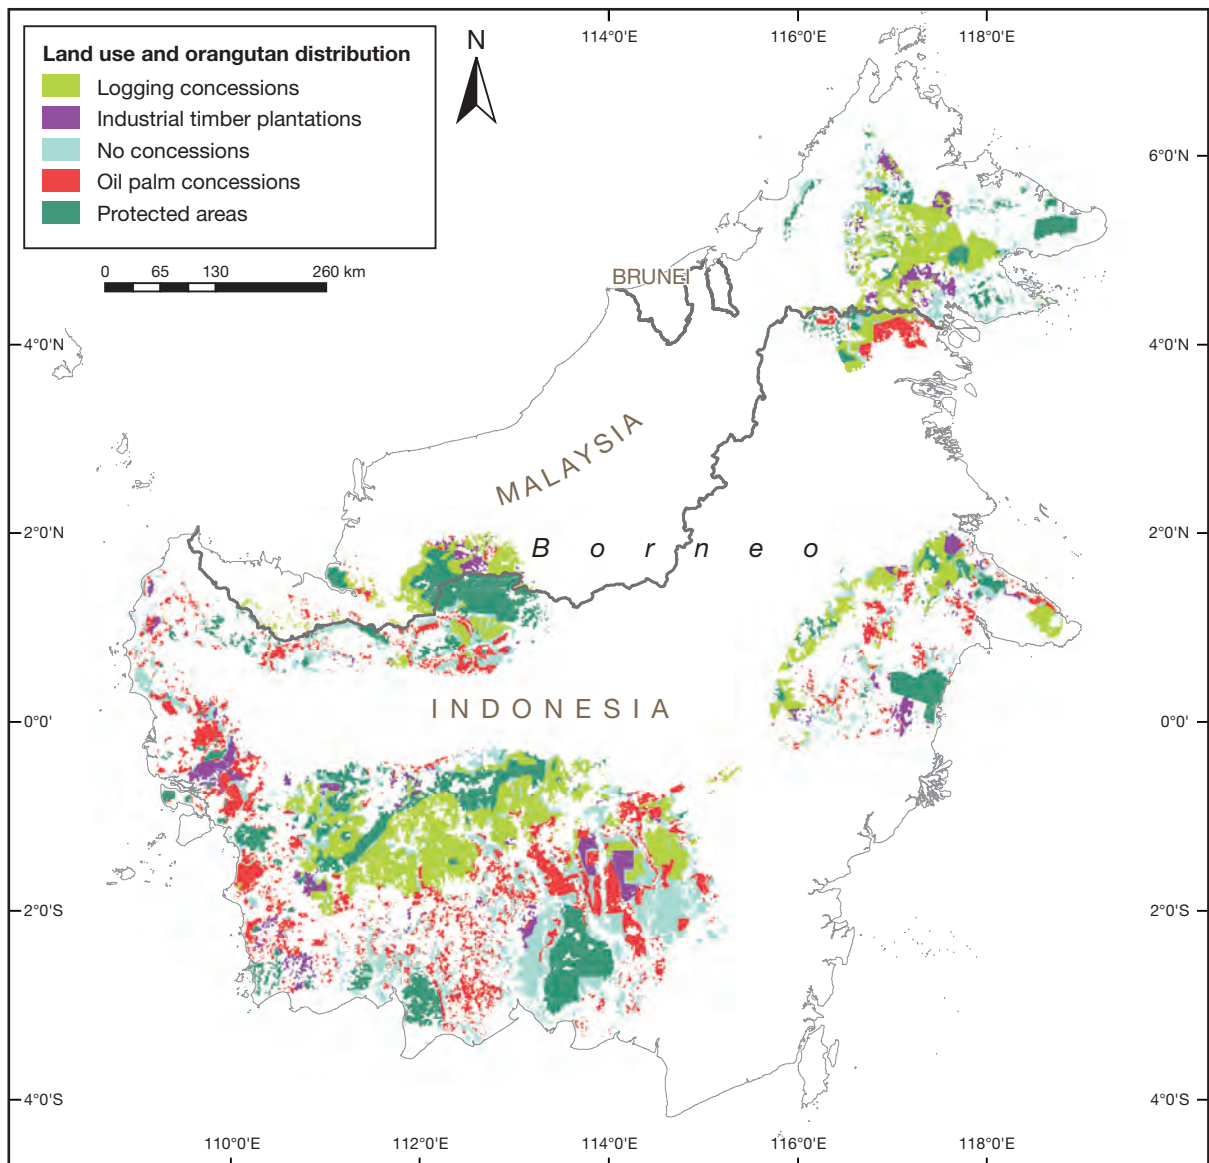 Land use and orangutan distribution
Logging concessions
Industrial timber plantations
No concessions
Oil palm concessions
Protected areas
N
0 65 130 260 km
114°0'E 116°0'E 118°0'E
6°0'N
BRUNEI
4°0'N 4°0'N
MALAYSIA
2°0'N 2°0'N
Borneo
INDONESIA
0°0' 0°0'
2°0'S 2°0'S
4°0'S 4°0'S
110°0'E 112°0'E 114°0'E 116°0'E 118°0'E